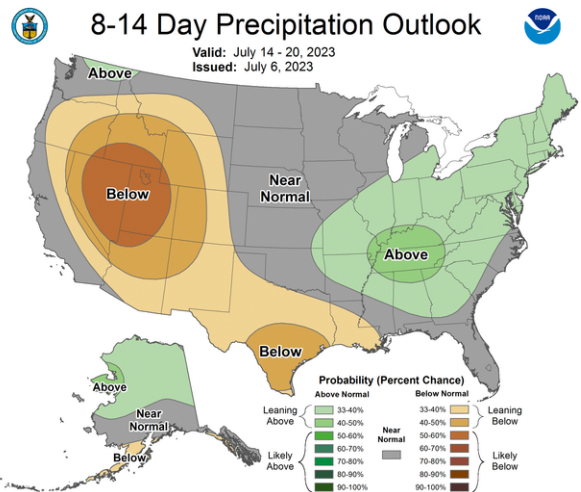 8-14 Day Precipitation Outlook
Valid: July 14 - 20, 2023
Issued: July 6, 2023
NOAA
Above
Below
Near
Normal
Above
Below
Above
Near
Normal
Below
Probability (Percent Chance)
Above Normal
Below Normal
Leaning
Above
33-40%
40-50%
Likely
Above
50-60%
60-70%
70-80%
80-90%
90-100%
Near
Normal
33-40%
40-50%
Leaning
Below
50-60%
60-70%
70-80%
80-90%
90-100%
Likely
Below